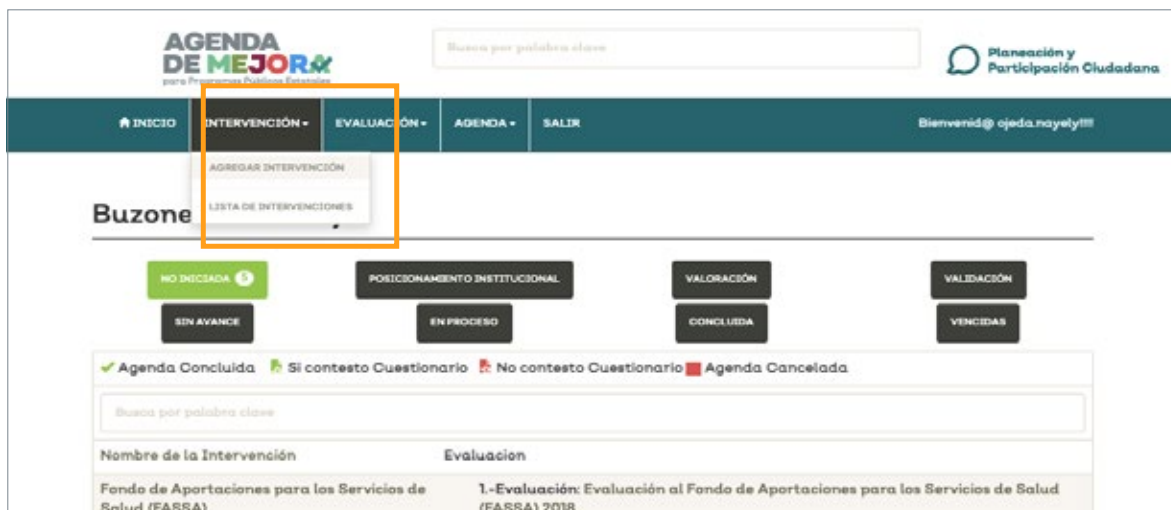 AGENDA
DE MEJORA
para Programas Públicos Estatales
Busca por palabra clave
Planeación y
Participación Ciudadana
INICIO INTERVENCIÓN EVALUACIÓN AGENDA SALIR Bienvenid@ ojeda.nayely!!!!
AGREGAR INTERVENCIÓN
LISTA DE INTERVENCIONES
Buzone
NO INICIADA 5 POSICIONAMIENTO INSTITUCIONAL VALORACIÓN VALIDACIÓN
SIN AVANCE EN PROCESO CONCLUIDA VENCIDAS
Agenda Concluida Si contesto Cuestionario No contesto Cuestionario Agenda Cancelada
Busca por palabra clave
Nombre de la Intervención Evaluacion
Fondo de Aportaciones para los Servicios de 1.-Evaluación: Evaluación al Fondo de Aportaciones para los Servicios de Salud
Salud (FASSA) (FASSA) 2018